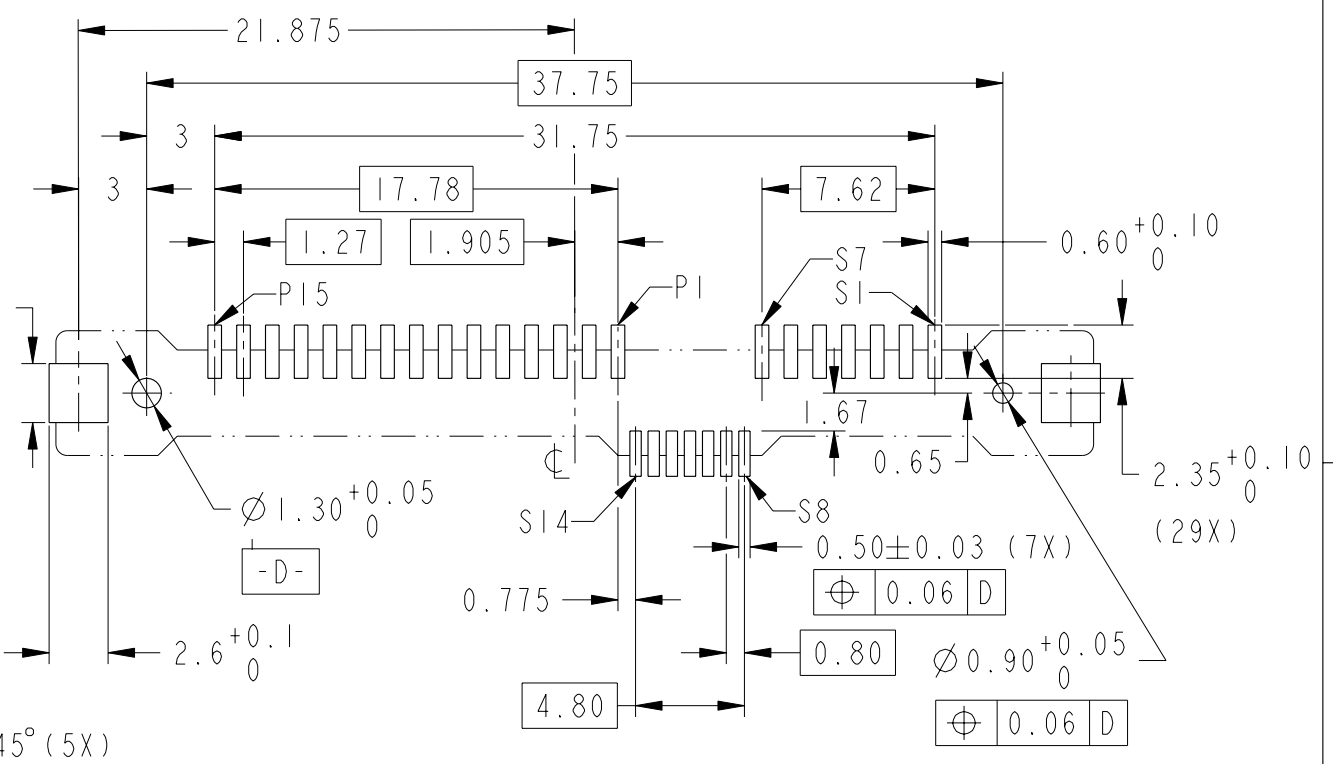 21.875
37.75
3 31.75
3 17.78 7.62
1.27 1.905 0.60 +0.10 0
S7
P15 P1 S1
1.67
0.65 2.35 +0.10 0
(29X)
℄
Ø1.30 +0.05 0
S14 S8
-D-
0.50±0.03 (7X)
⌖ 0.06 D
0.775
2.6 +0.1 0
0.80 Ø0.90 +0.05 0
4.80
⌖ 0.06 D
45° (5X)